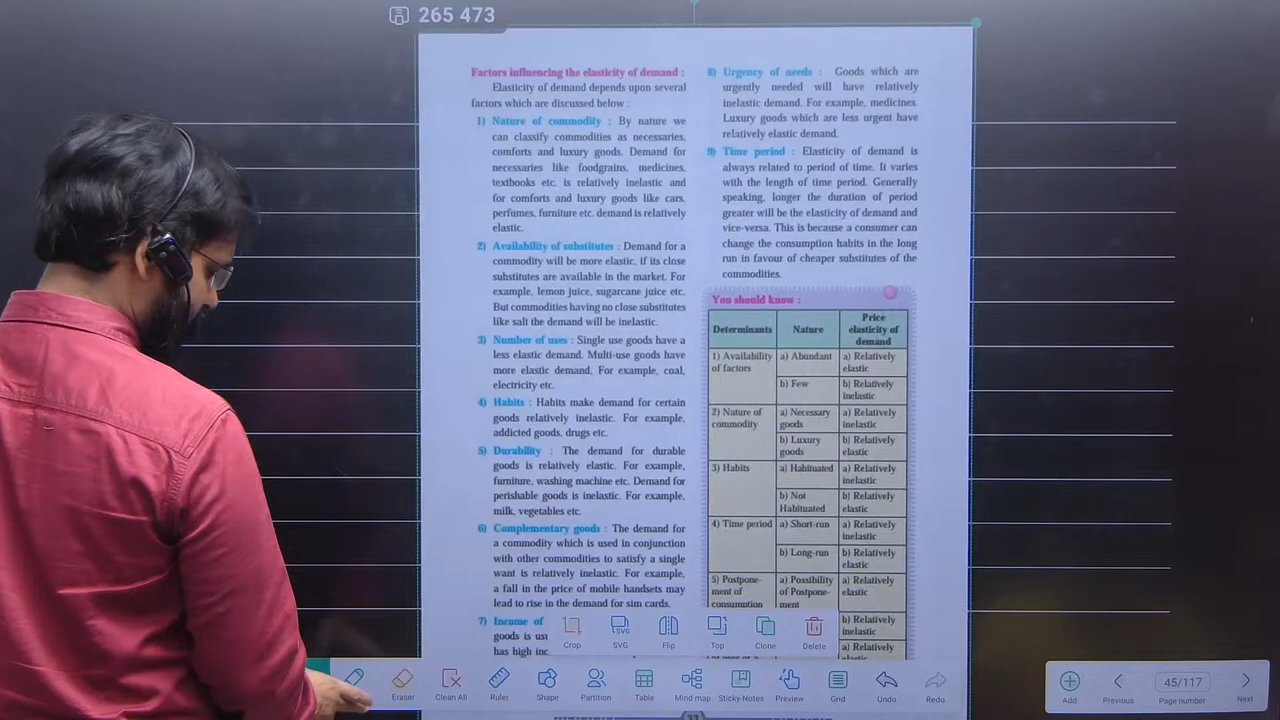 265 473
Factors influencing the elasticity of demand :
Elasticity of demand depends upon several
factors which are discussed below :
1) Nature of commodity : By nature we
can classify commodities as necessaries,
comforts and luxury goods. Demand for
necessaries like foodgrains, medicines,
textbooks etc. is relatively inelastic and
for comforts and luxury goods like cars,
perfumes, furniture etc. demand is relatively
elastic.
2) Availability of substitutes : Demand for a
commodity will be more elastic, if its close
substitutes are available in the market. For
example, lemon juice, sugarcane juice etc.
But commodities having no close substitutes
like salt the demand will be inelastic.
3) Number of uses : Single use goods have a
less elastic demand. Multi-use goods have
more elastic demand, For example, coal,
electricity etc.
4) Habits : Habits make demand for certain
goods relatively inelastic. For example,
addicted goods, drugs etc.
5) Durability : The demand for durable
goods is relatively elastic. For example,
furniture, washing machine etc. Demand for
perishable goods is inelastic. For example,
milk, vegetables etc.
6) Complementary goods : The demand for
a commodity which is used in conjunction
with other commodities to satisfy a single
want is relatively inelastic. For example,
a fall in the price of mobile handsets may
lead to rise in the demand for sim cards.
7) Income of
goods is
has high
8) Urgency of needs : Goods which are
urgently needed will have relatively
inelastic demand. For example, medicines.
Luxury goods which are less urgent have
relatively elastic demand.
9) Time period : Elasticity of demand is
always related to period of time. It varies
with the length of time period. Generally
speaking, longer the duration of period
greater will be the elasticity of demand and
vice-versa. This is because a consumer can
change the consumption habits in the long
run in favour of cheaper substitutes of the
commodities.
You should know :
Determinants Nature Price elasticity of demand
1) Availability of factors a) Abundant a) Relatively elastic
b) Few b) Relatively inelastic
2) Nature of commodity a) Necessary goods a) Relatively inelastic
b) Luxury goods b) Relatively elastic
3) Habits a) Habituated a) Relatively inelastic
b) Not Habituated b) Relatively elastic
4) Time period a) Short-run a) Relatively inelastic
b) Long-run b) Relatively elastic
5) Postpone-ment of consumption a) Possibility of Postpone-ment a) Relatively elastic
b) Relatively inelastic
a) Relatively
Crop SVG Flip Top Clone Delete
Eraser Clean All Ruler Shape Partition Table Mind map Sticky-Notes Preview Grid Undo Redo
Add Previous 45/117 Page number Next
33